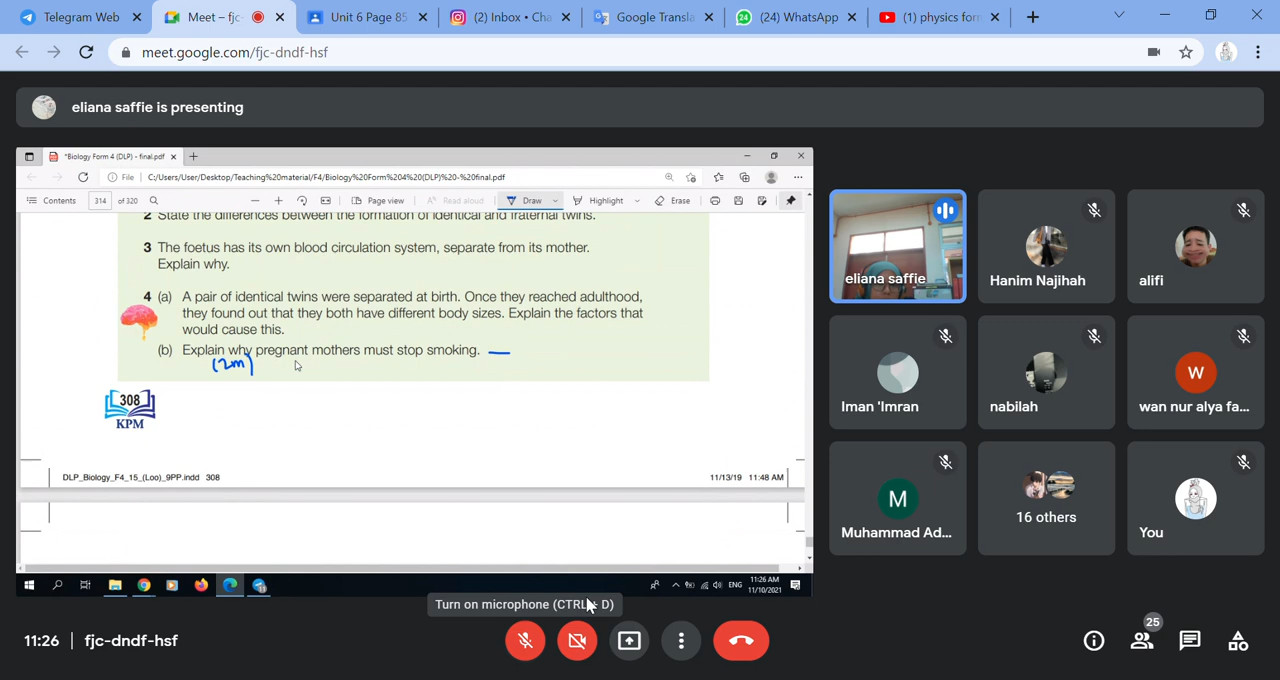 Telegram Web
Meet – fjc-
Unit 6 Page 85
(2) Inbox • Cha
Google Transla
(24) WhatsApp
(1) physics form
meet.google.com/fjc-dndf-hsf
eliana saffie is presenting
*Biology Form 4 (DLP) - final.pdf
File C:/Users/User/Desktop/Teaching%20material/F4/Biology%20Form%204%20(DLP)%20-%20final.pdf
Contents 314 of 320 Page view Read aloud Draw Highlight Erase
2 State the differences between the formation of identical and fraternal twins.
3 The foetus has its own blood circulation system, separate from its mother.
Explain why.
4 (a) A pair of identical twins were separated at birth. Once they reached adulthood,
they found out that they both have different body sizes. Explain the factors that
would cause this.
(b) Explain why pregnant mothers must stop smoking.
(2m)
308
KPM
DLP_Biology_F4_15_(Loo)_9PP.indd 308
11/13/19 11:48 AM
ENG
11:26 AM
11/10/2021
eliana saffie
Hanim Najihah
alifi
Iman 'Imran
nabilah
W
wan nur alya fa...
M
Muhammad Ad...
16 others
You
Turn on microphone (CTRL + D)
11:26 | fjc-dndf-hsf
25